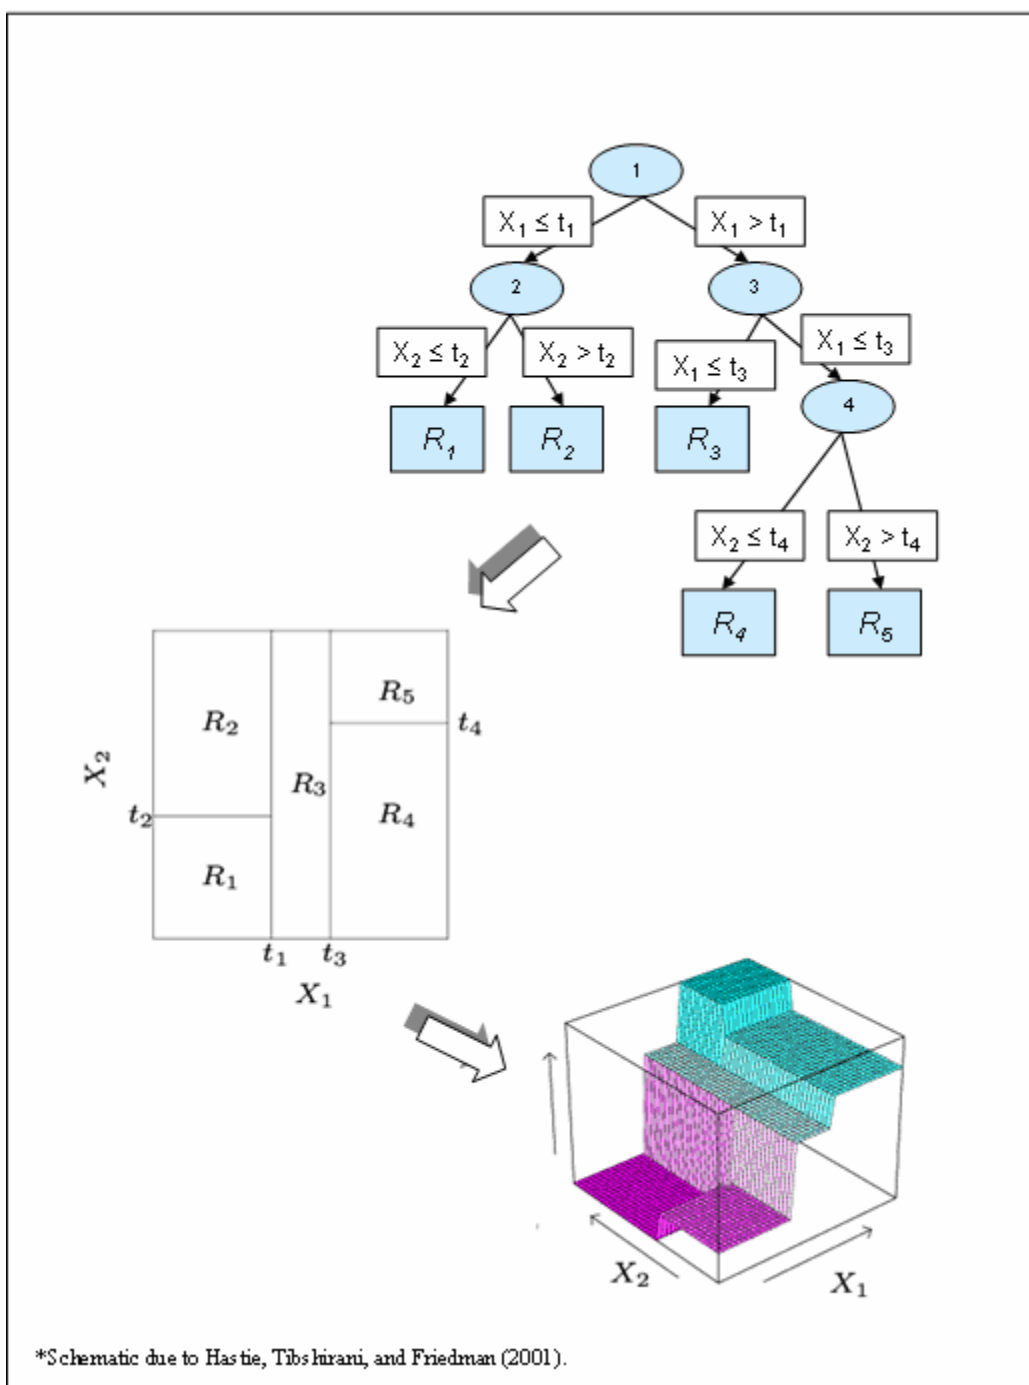 1
X₁ ≤ t₁ X₁ > t₁
2 3
X₂ ≤ t₂ X₂ > t₂ X₁ ≤ t₃ X₁ ≤ t₃
4
R₁ R₂ R₃
X₂ ≤ t₄ X₂ > t₄
R₄ R₅
R₅
R₂ t₄
X₂
R₃
t₂ R₄
R₁
t₁ t₃
X₁
X₂ X₁
*Schematic due to Hastie, Tibshirani, and Friedman (2001).